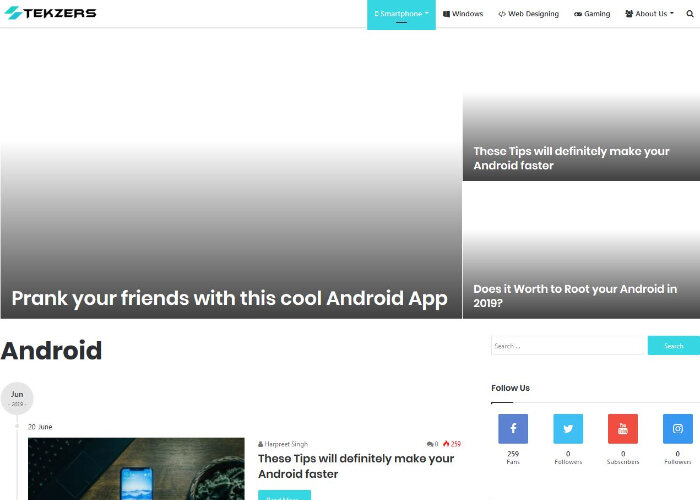 TEKZERS
Smartphone
Windows
Web Designing
Gaming
About Us
Prank your friends with this cool Android App
These Tips will definitely make your
Android faster
Does it Worth to Root your Android in
2019?
Android
Search ...
Search
Jun
- 2019 -
20 June
Harpreet Singh
0
259
These Tips will definitely make your
Android faster
Read More
Follow Us
259
Fans
0
Followers
0
Subscribers
0
Followers